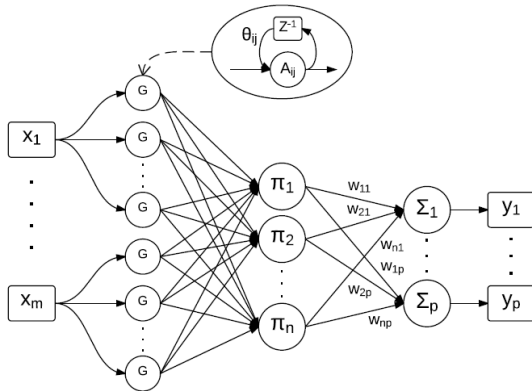 Z⁻¹
θij
Aij
G
x1
G
G
G
xm
G
G
π1
π2
πn
w11
w21
wn1
w1p
w2p
wnp
Σ1
Σp
y1
yp